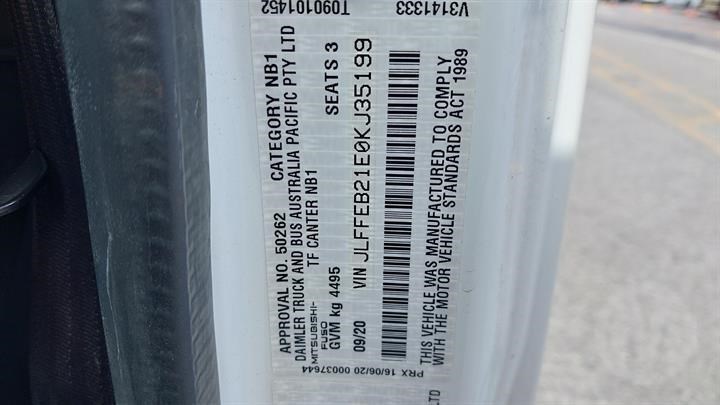 T090101452
V3141333
APPROVAL NO. 50262 CATEGORY NB1
DAIMLER TRUCK AND BUS AUSTRALIA PACIFIC PTY LTD
MITSUBISHI- TF CANTER NB1
FUSO
GVM kg 4495 SEATS 3
09/20 VIN JLFFEB21E0KJ35199
THIS VEHICLE WAS MANUFACTURED TO COMPLY
WITH THE MOTOR VEHICLE STANDARDS ACT 1989
PRX 16/06/20 00037644
LTD